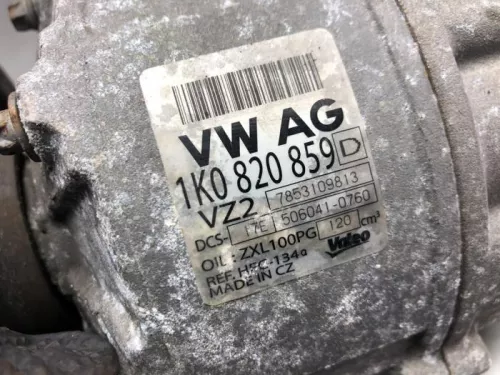 VW AG
1K0 820 859 D
VZ2 7853109813
DCS-17E 506041-0760
OIL: ZXL100PG 120 cm³
REF. HFC-134a Valeo
MADE IN CZ